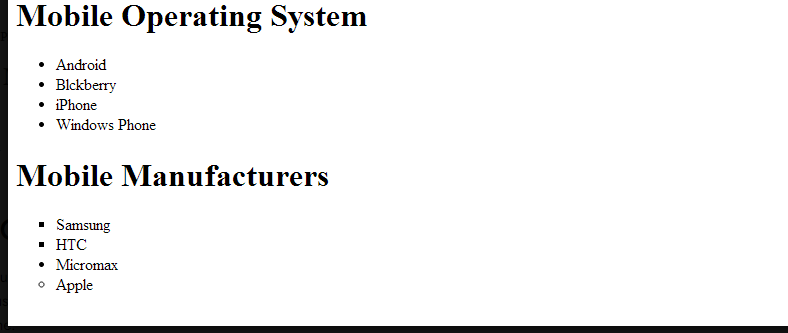 Mobile Operating System
Android
Blckberry
iPhone
Windows Phone
Mobile Manufacturers
Samsung
HTC
Micromax
Apple